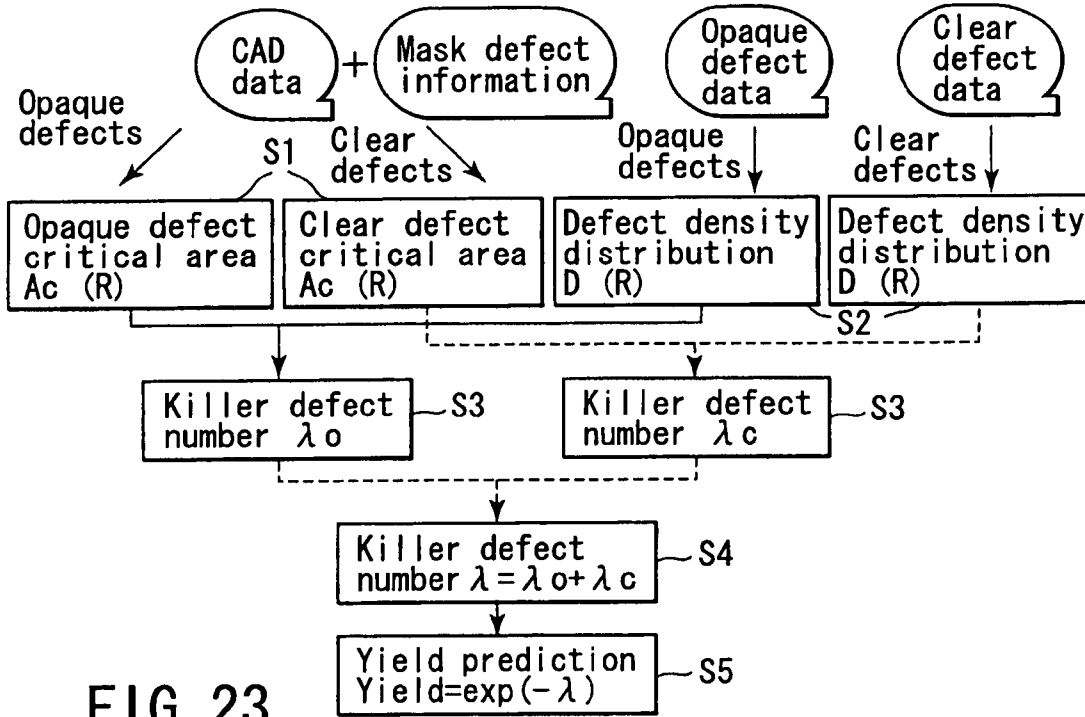 CAD
data
+
Mask defect
information
Opaque
defect
data
Clear
defect
data
Opaque
defects
S1
Clear
defects
Opaque
defects
Clear
defects
Opaque defect
critical area
Ac (R)
Clear defect
critical area
Ac (R)
Defect density
distribution
D (R)
Defect density
distribution
D (R)
S2
Killer defect
number λo
S3
Killer defect
number λc
S3
Killer defect
number λ=λo+λc
S4
Yield prediction
Yield=exp(-λ)
S5
FIG. 23